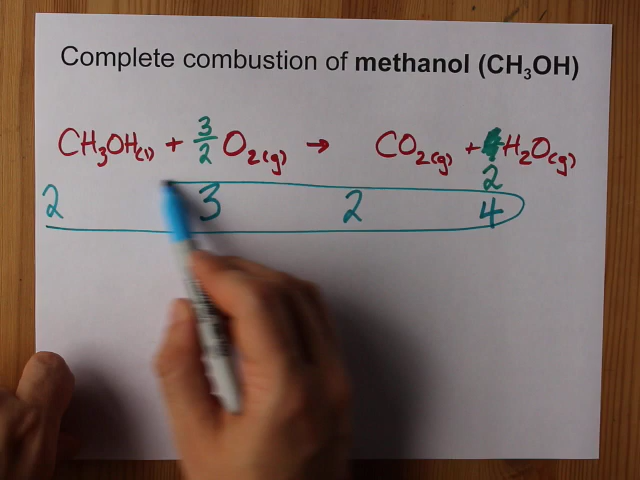 Complete combustion of methanol (CH₃OH)
CH₃OH(l) + 3/2 O₂(g) → CO₂(g) + H₂O(g)
2
2 3 2 4